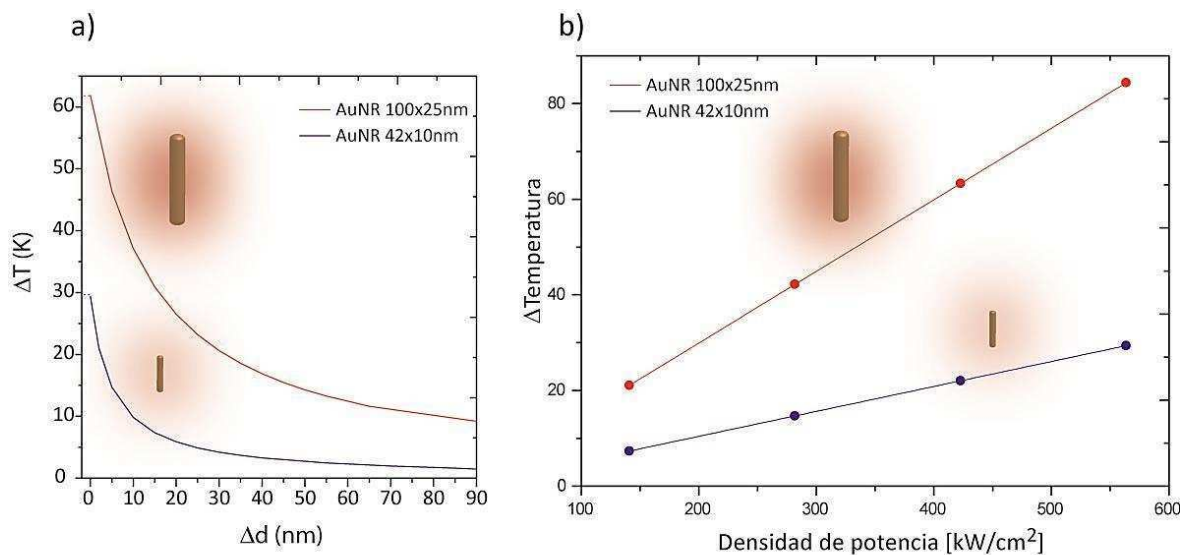 a)
AuNR 100x25nm
AuNR 42x10nm
60
50
40
30
20
10
0
ΔT (K)
0 10 20 30 40 50 60 70 80 90
Δd (nm)
b)
AuNR 100x25nm
AuNR 42x10nm
80
60
40
20
0
ΔTemperatura
100 200 300 400 500 600
Densidad de potencia [kW/cm²]